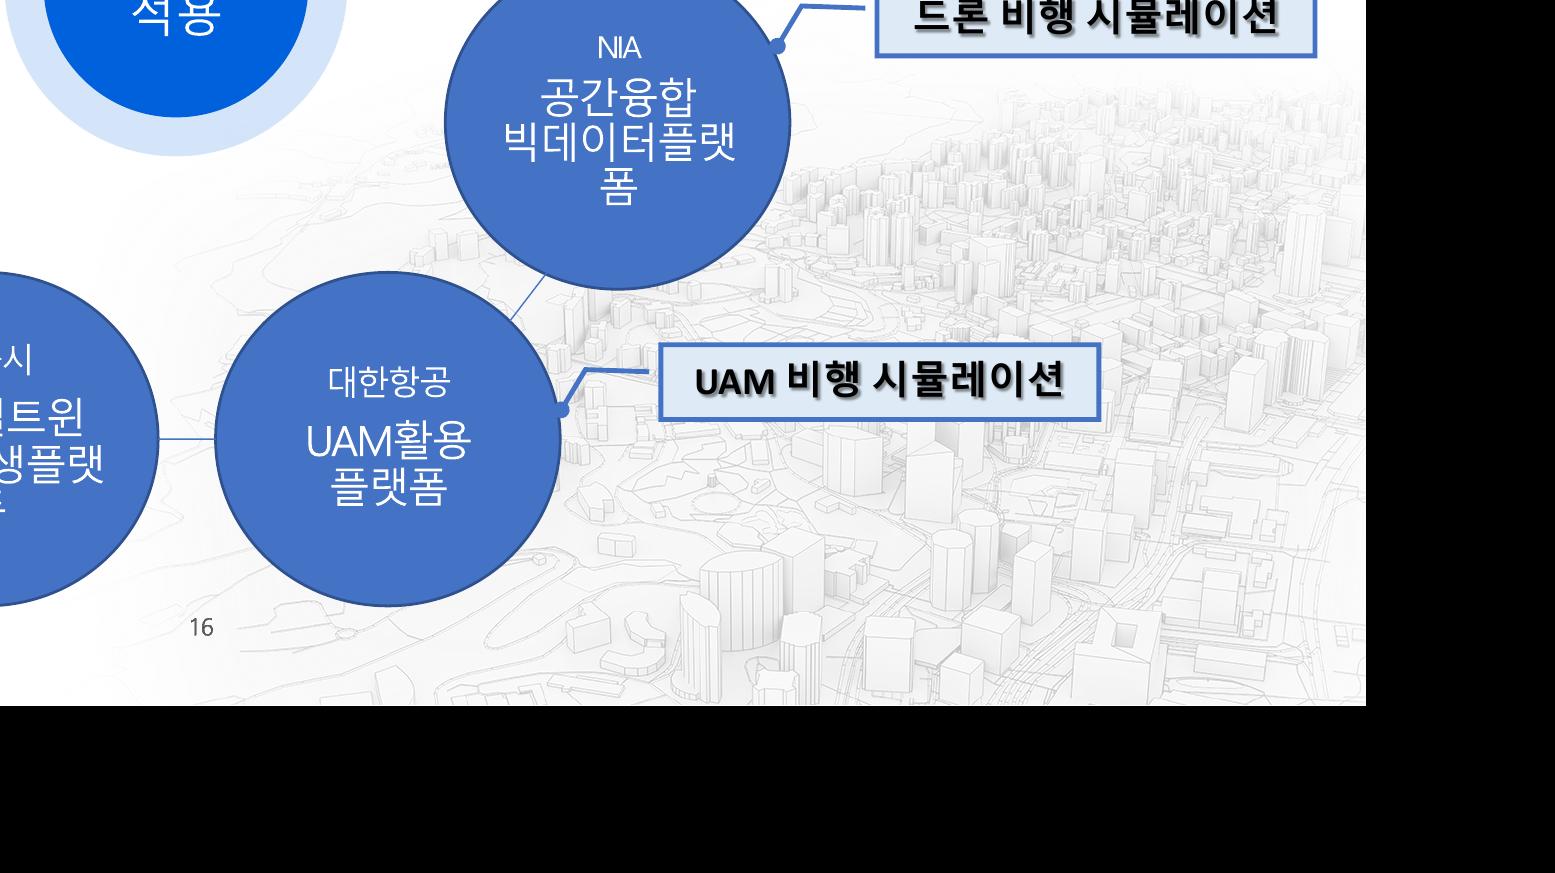 적용
드론 비행 시뮬레이션
NIA
공간융합
빅데이터플랫
폼
대한항공
UAM활용
플랫폼
UAM 비행 시뮬레이션
시
트윈
생플랫
16